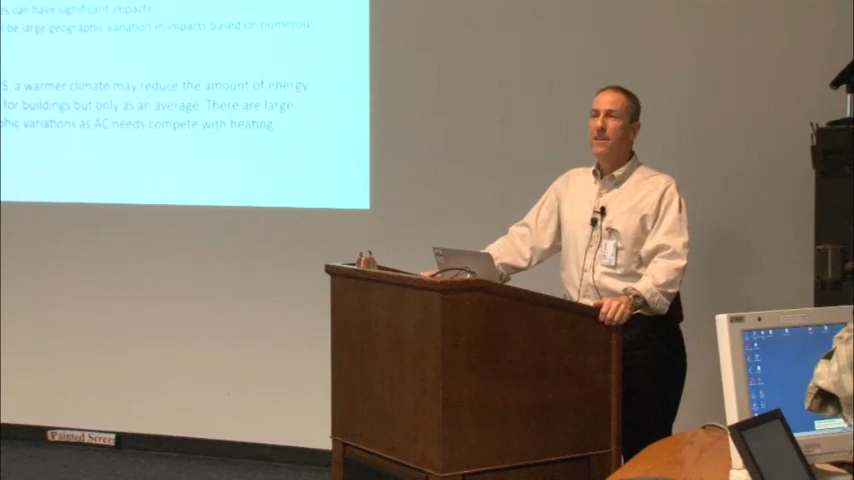 es can have significant impacts
l be large geographic variation in impacts based on numerous
S, a warmer climate may reduce the amount of energy
for buildings but only as an average. There are large
phic variations as AC needs compete with heating
Painted Scree